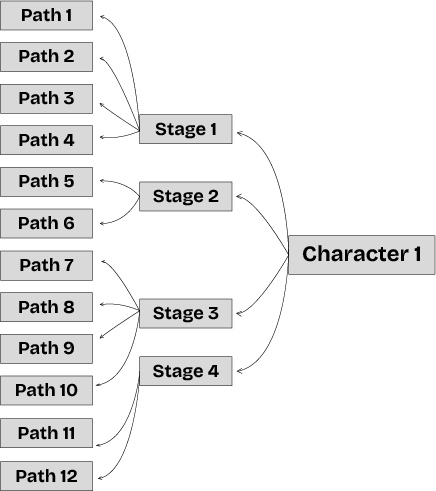 Path 1
Path 2
Path 3
Path 4
Path 5
Path 6
Path 7
Path 8
Path 9
Path 10
Path 11
Path 12
Stage 1
Stage 2
Stage 3
Stage 4
Character 1